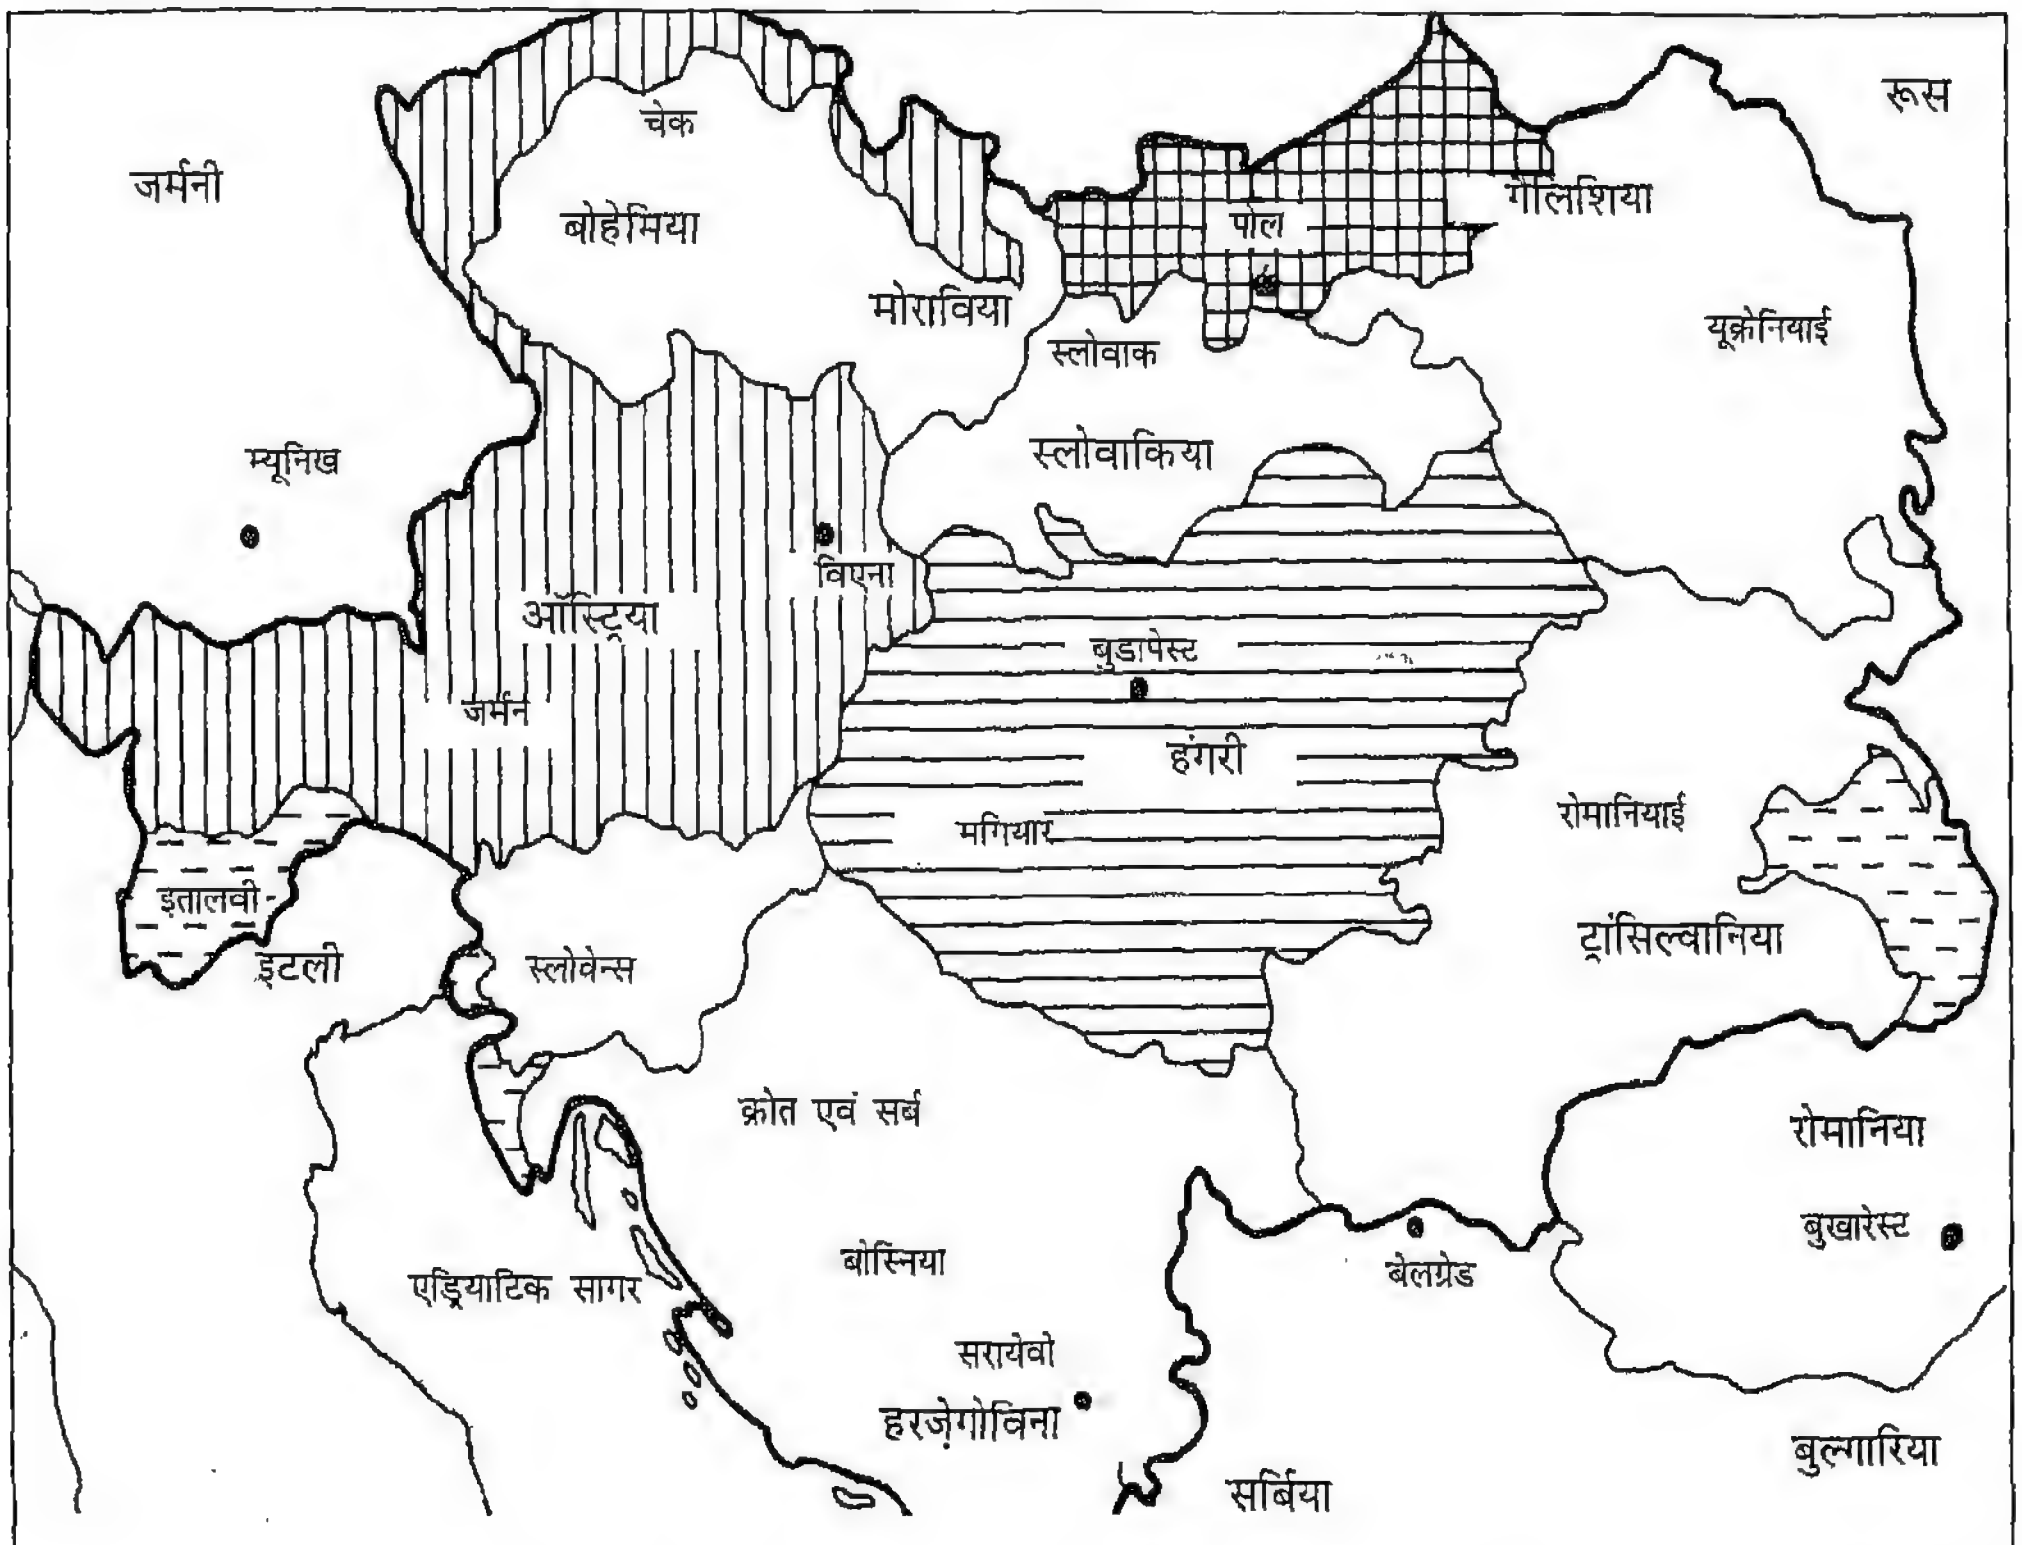 रूस
चेक
जर्मनी
गेलिशिया
पोल
बोहेमिया
मोराविया
यूक्रेनियाई
स्लोवाक
म्यूनिख
स्लोवाकिया
विएना
ऑस्ट्रिया
बुडापेस्ट
जर्मन
हंगरी
रोमानियाई
मगियार
इतालवी
ट्रांसिल्वानिया
इटली
स्लोवेन्स
क्रोत एवं सर्ब
रोमानिया
बुखारेस्ट
बोस्निया
बेलग्रेड
एड्रियाटिक सागर
सरायेवो
हरज़ेगोविना
बुल्गारिया
सर्बिया